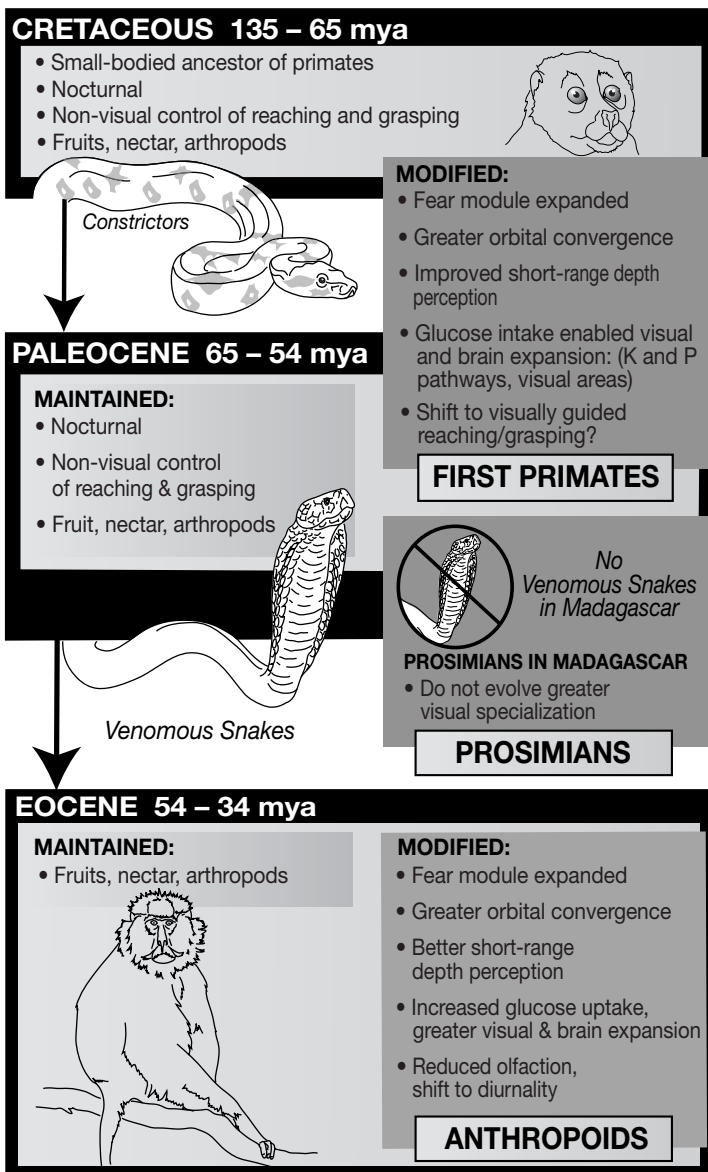 CRETACEOUS 135 – 65 mya
• Small-bodied ancestor of primates
• Nocturnal
• Non-visual control of reaching and grasping
• Fruits, nectar, arthropods
Constrictors
MODIFIED:
• Fear module expanded
• Greater orbital convergence
• Improved short-range depth
perception
• Glucose intake enabled visual
and brain expansion: (K and P
pathways, visual areas)
• Shift to visually guided
reaching/grasping?
FIRST PRIMATES
PALEOCENE 65 – 54 mya
MAINTAINED:
• Nocturnal
• Non-visual control
of reaching & grasping
• Fruit, nectar, arthropods
Venomous Snakes
No
Venomous Snakes
in Madagascar
PROSIMIANS IN MADAGASCAR
• Do not evolve greater
visual specialization
PROSIMIANS
EOCENE 54 – 34 mya
MAINTAINED:
• Fruits, nectar, arthropods
MODIFIED:
• Fear module expanded
• Greater orbital convergence
• Better short-range
depth perception
• Increased glucose uptake,
greater visual & brain expansion
• Reduced olfaction,
shift to diurnality
ANTHROPOIDS